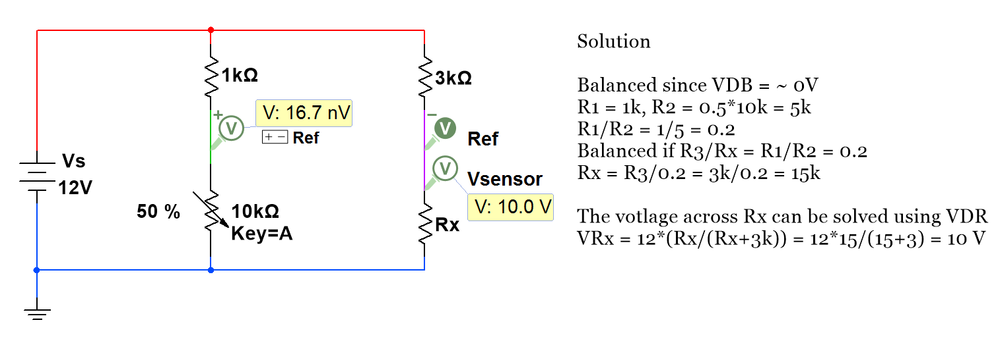 1kΩ
3kΩ
+
V: 16.7 nV
V
+ - Ref
-
V
Ref
V
Vsensor
V: 10.0 V
Vs
12V
50 %
10kΩ
Key=A
Rx
Solution
Balanced since VDB = ~ 0V
R1 = 1k, R2 = 0.5*10k = 5k
R1/R2 = 1/5 = 0.2
Balanced if R3/Rx = R1/R2 = 0.2
Rx = R3/0.2 = 3k/0.2 = 15k
The votlage across Rx can be solved using VDR
VRx = 12*(Rx/(Rx+3k)) = 12*15/(15+3) = 10 V